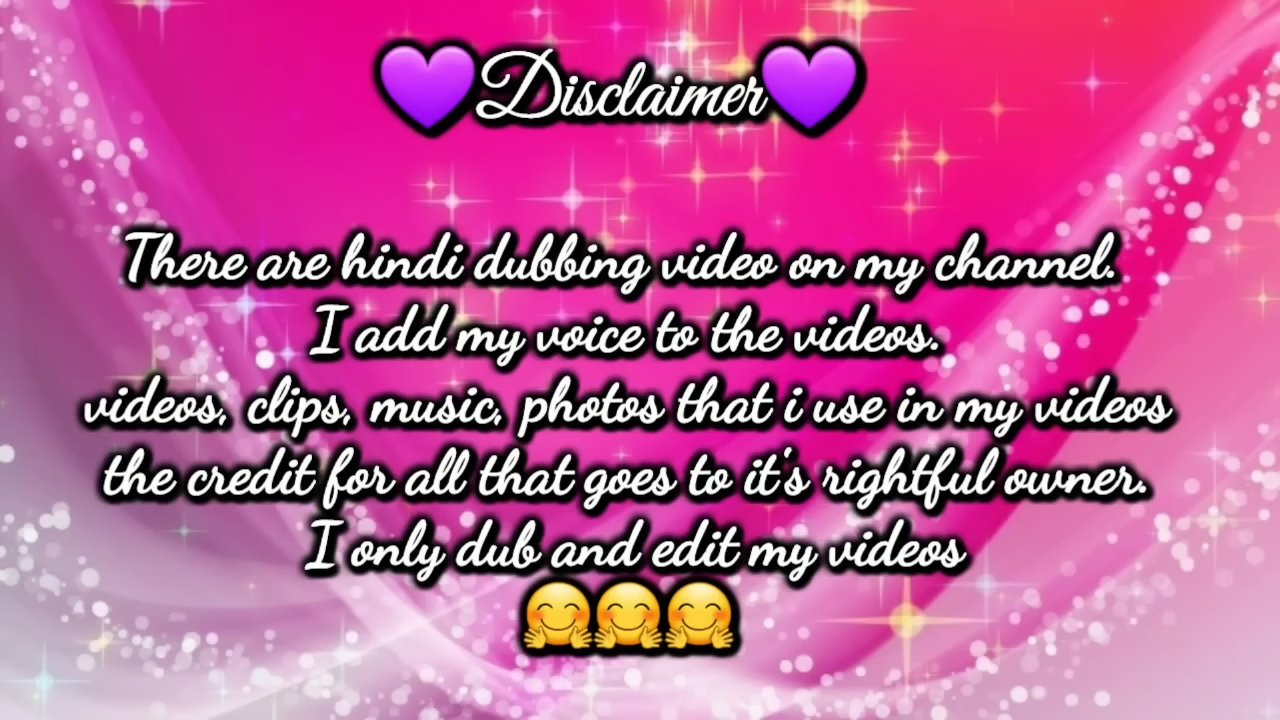 💜Disclaimer💜
There are hindi dubbing video on my channel.
I add my voice to the videos.
videos, clips, music, photos that i use in my videos
the credit for all that goes to it's rightful owner.
I only dub and edit my videos
🤗🤗🤗